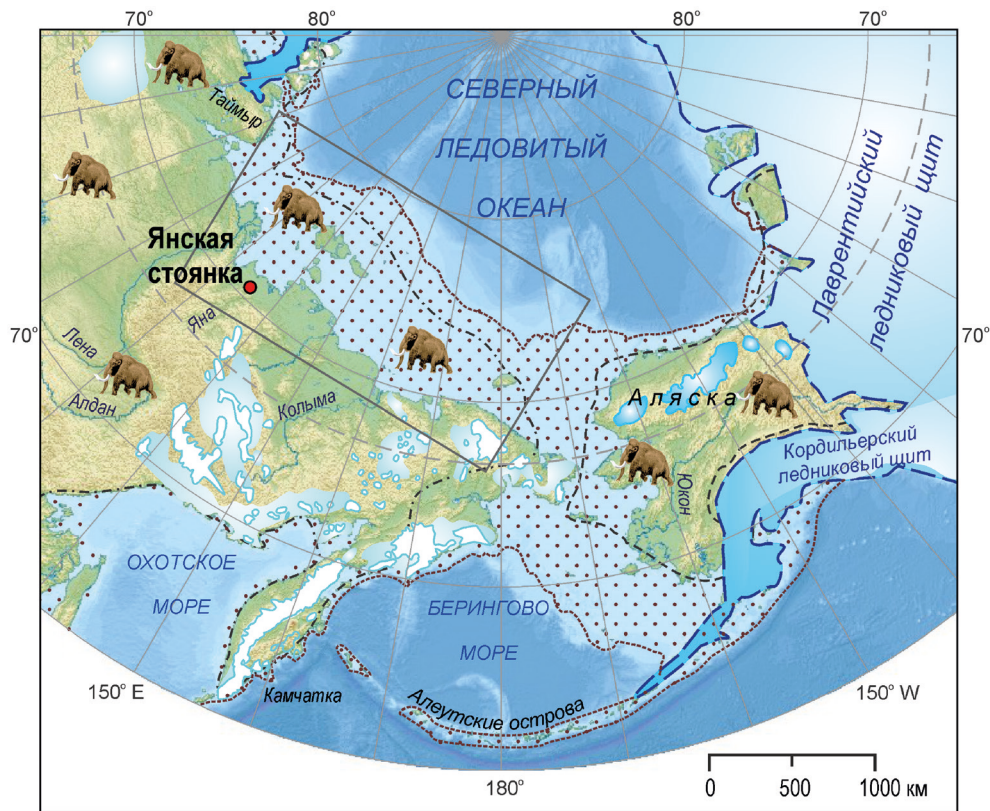 70°
80°
80°
70°
СЕВЕРНЫЙ
ЛЕДОВИТЫЙ
ОКЕАН
Таймыр
Лаврентийский
ледниковый щит
Янская
стоянка
Яна
70°
70°
Лена
Алдан
Колыма
Аляска
Кордильерский
ледниковый щит
Юкон
ОХОТСКОЕ
МОРЕ
БЕРИНГОВО
МОРЕ
Камчатка
Алеутские острова
150° E
150° W
180°
0 500 1000 км